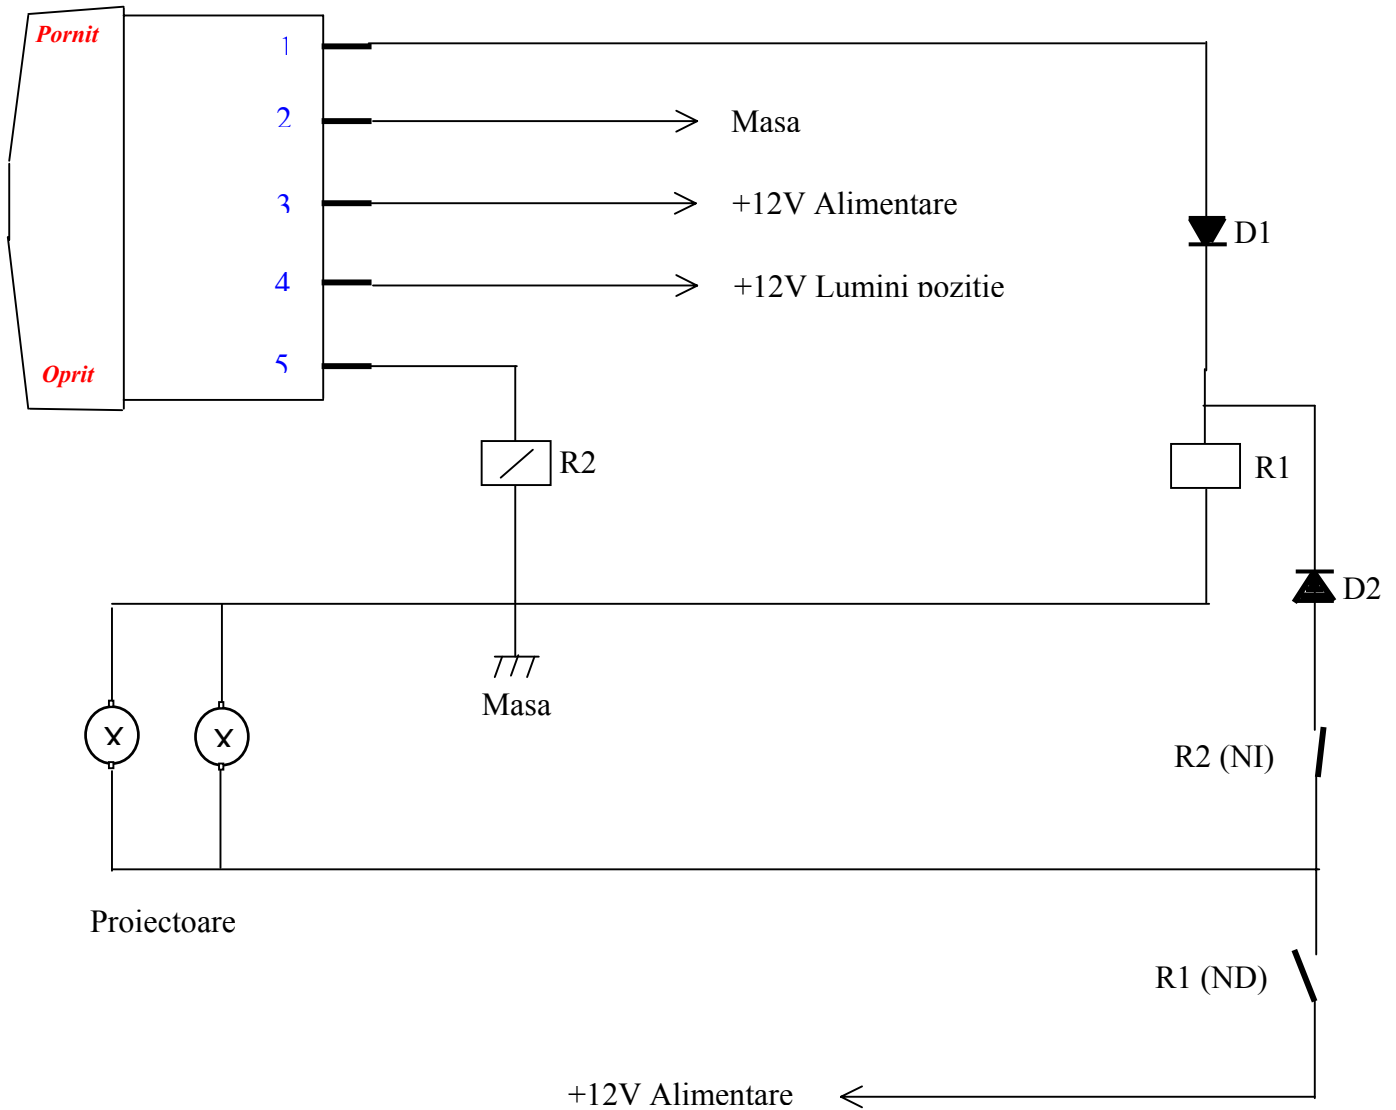 Pornit
1
2
Masa
3
+12V Alimentare
D1
4
+12V Lumini pozitie
5
Oprit
R2
R1
D2
Masa
X
X
R2 (NI)
Proiectoare
R1 (ND)
+12V Alimentare